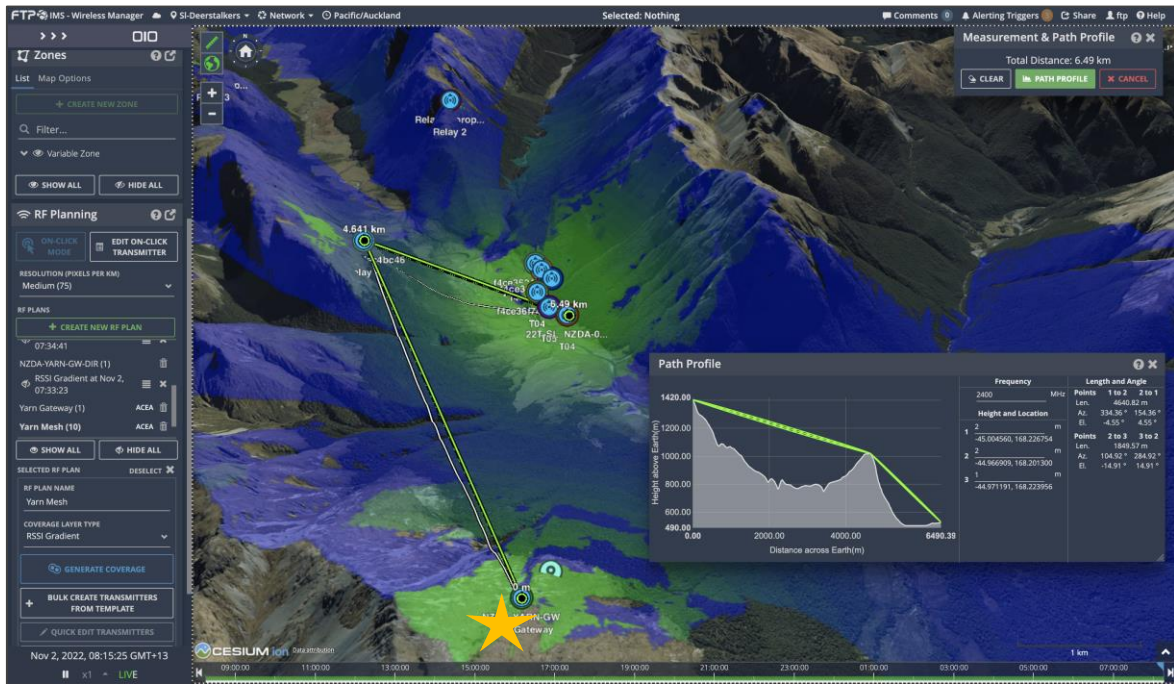 FTP IMS - Wireless Manager
SI-Deerstalkers
Network
Pacific/Auckland
Selected: Nothing
Comments 0
Alerting Triggers
Share
ftp
Help
> > >
Zones
List Map Options
+ CREATE NEW ZONE
Filter...
Variable Zone
SHOW ALL HIDE ALL
RF Planning
ON-CLICK MODE
EDIT ON-CLICK TRANSMITTER
RESOLUTION (PIXELS PER KM)
Medium (75)
RF PLANS
+ CREATE NEW RF PLAN
07:34:41
NZDA-YARN-GW-DIR (1)
RSSI Gradient at Nov 2,
07:33:23
Yarn Gateway (1) ACEA
Yarn Mesh (10) ACEA
SHOW ALL HIDE ALL
SELECTED RF PLAN DESELECT
RF PLAN NAME
Yarn Mesh
COVERAGE LAYER TYPE
RSSI Gradient
GENERATE COVERAGE
+ BULK CREATE TRANSMITTERS
FROM TEMPLATE
QUICK EDIT TRANSMITTERS
Nov 2, 2022, 08:15:25 GMT+13
x1 LIVE
N
+
-
Relay 2
4.641 km
6.49 km
T04
T04
0 m
Gateway
Measurement & Path Profile
Total Distance: 6.49 km
CLEAR PATH PROFILE CANCEL
Path Profile
Height above Earth(m)
1420.00
1200.00
1000.00
800.00
600.00
490.00
0.00 2000.00 4000.00 6490.39
Distance across Earth(m)
Frequency
2400 MHz
Height and Location
1 2 m
-45.004560, 168.226754
2 2 m
-44.966909, 168.201300
3 1 m
-44.971191, 168.223956
Length and Angle
Points 1 to 2 2 to 1
Len. 4640.82 m
Az. 334.36 ° 154.36 °
El. -4.55 ° 4.55 °
Points 2 to 3 3 to 2
Len. 1849.57 m
Az. 104.92 ° 284.92 °
El. -14.91 ° 14.91 °
CESIUM ion Data attribution
1 km
09:00:00 11:00:00 13:00:00 15:00:00 17:00:00 19:00:00 21:00:00 23:00:00 01:00:00 03:00:00 05:00:00 07:00:00